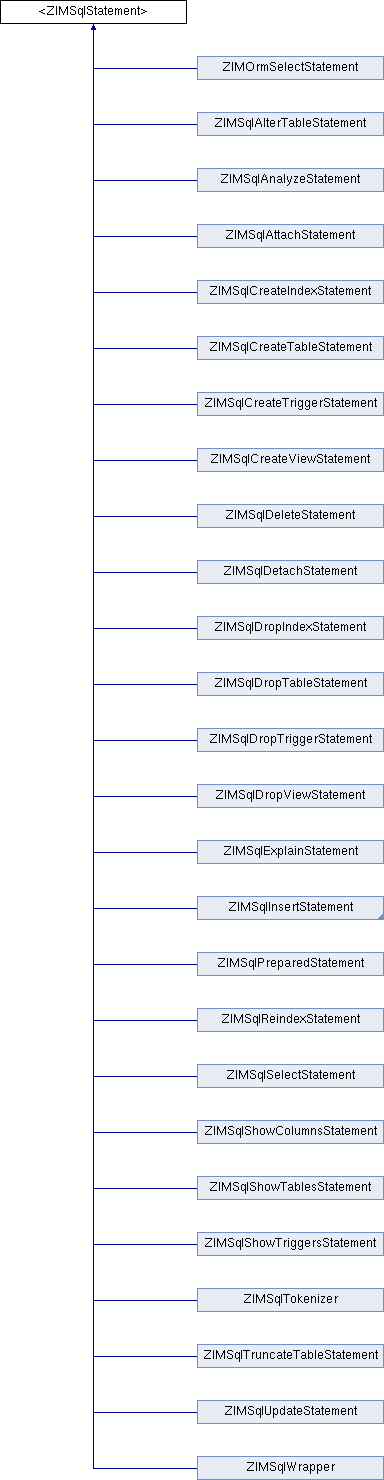 <ZIMSqlStatement>
ZIMOrmSelectStatement
ZIMSqlAlterTableStatement
ZIMSqlAnalyzeStatement
ZIMSqlAttachStatement
ZIMSqlCreateIndexStatement
ZIMSqlCreateTableStatement
ZIMSqlCreateTriggerStatement
ZIMSqlCreateViewStatement
ZIMSqlDeleteStatement
ZIMSqlDetachStatement
ZIMSqlDropIndexStatement
ZIMSqlDropTableStatement
ZIMSqlDropTriggerStatement
ZIMSqlDropViewStatement
ZIMSqlExplainStatement
ZIMSqlInsertStatement
ZIMSqlPreparedStatement
ZIMSqlReindexStatement
ZIMSqlSelectStatement
ZIMSqlShowColumnsStatement
ZIMSqlShowTablesStatement
ZIMSqlShowTriggersStatement
ZIMSqlTokenizer
ZIMSqlTruncateTableStatement
ZIMSqlUpdateStatement
ZIMSqlWrapper